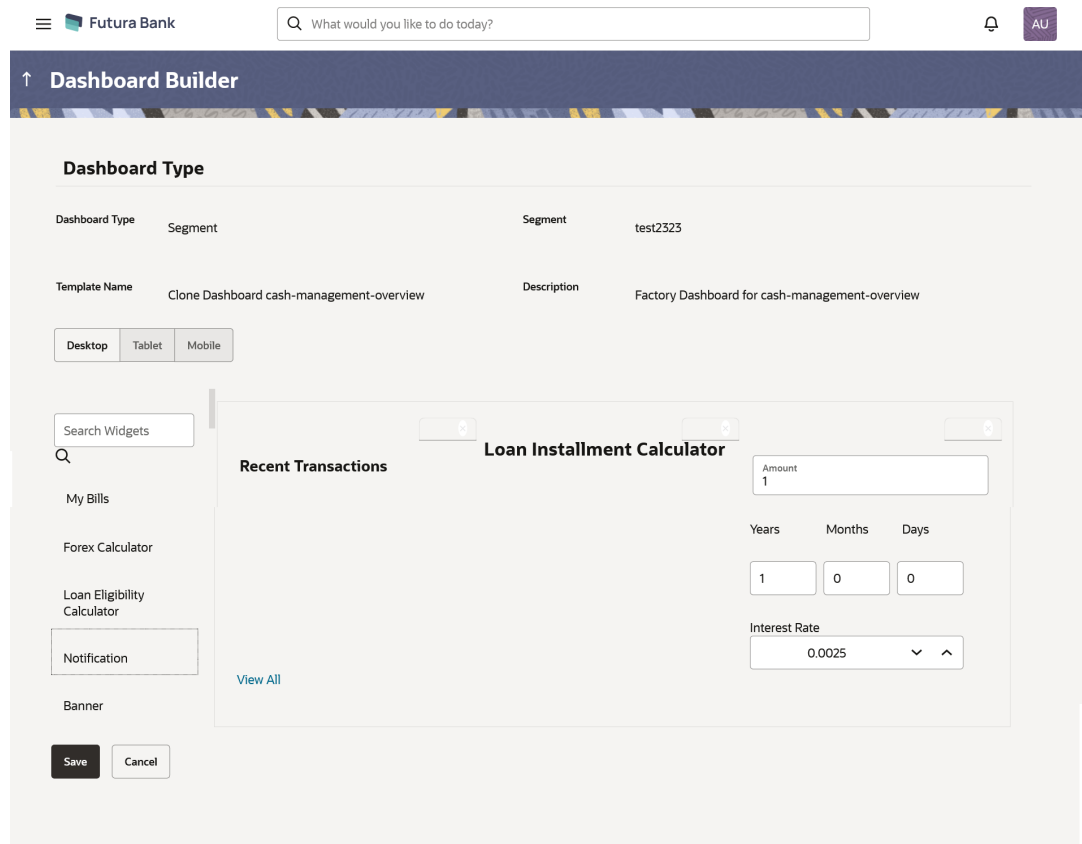 Futura Bank
What would you like to do today?
AU
Dashboard Builder
Dashboard Type
Dashboard Type
Segment
Segment
test2323
Template Name
Clone Dashboard cash-management-overview
Description
Factory Dashboard for cash-management-overview
Desktop
Tablet
Mobile
Search Widgets
My Bills
Forex Calculator
Loan Eligibility
Calculator
Notification
Banner
Recent Transactions
View All
Loan Installment Calculator
Amount
1
Years
Months
Days
1
0
0
Interest Rate
0.0025
Save
Cancel